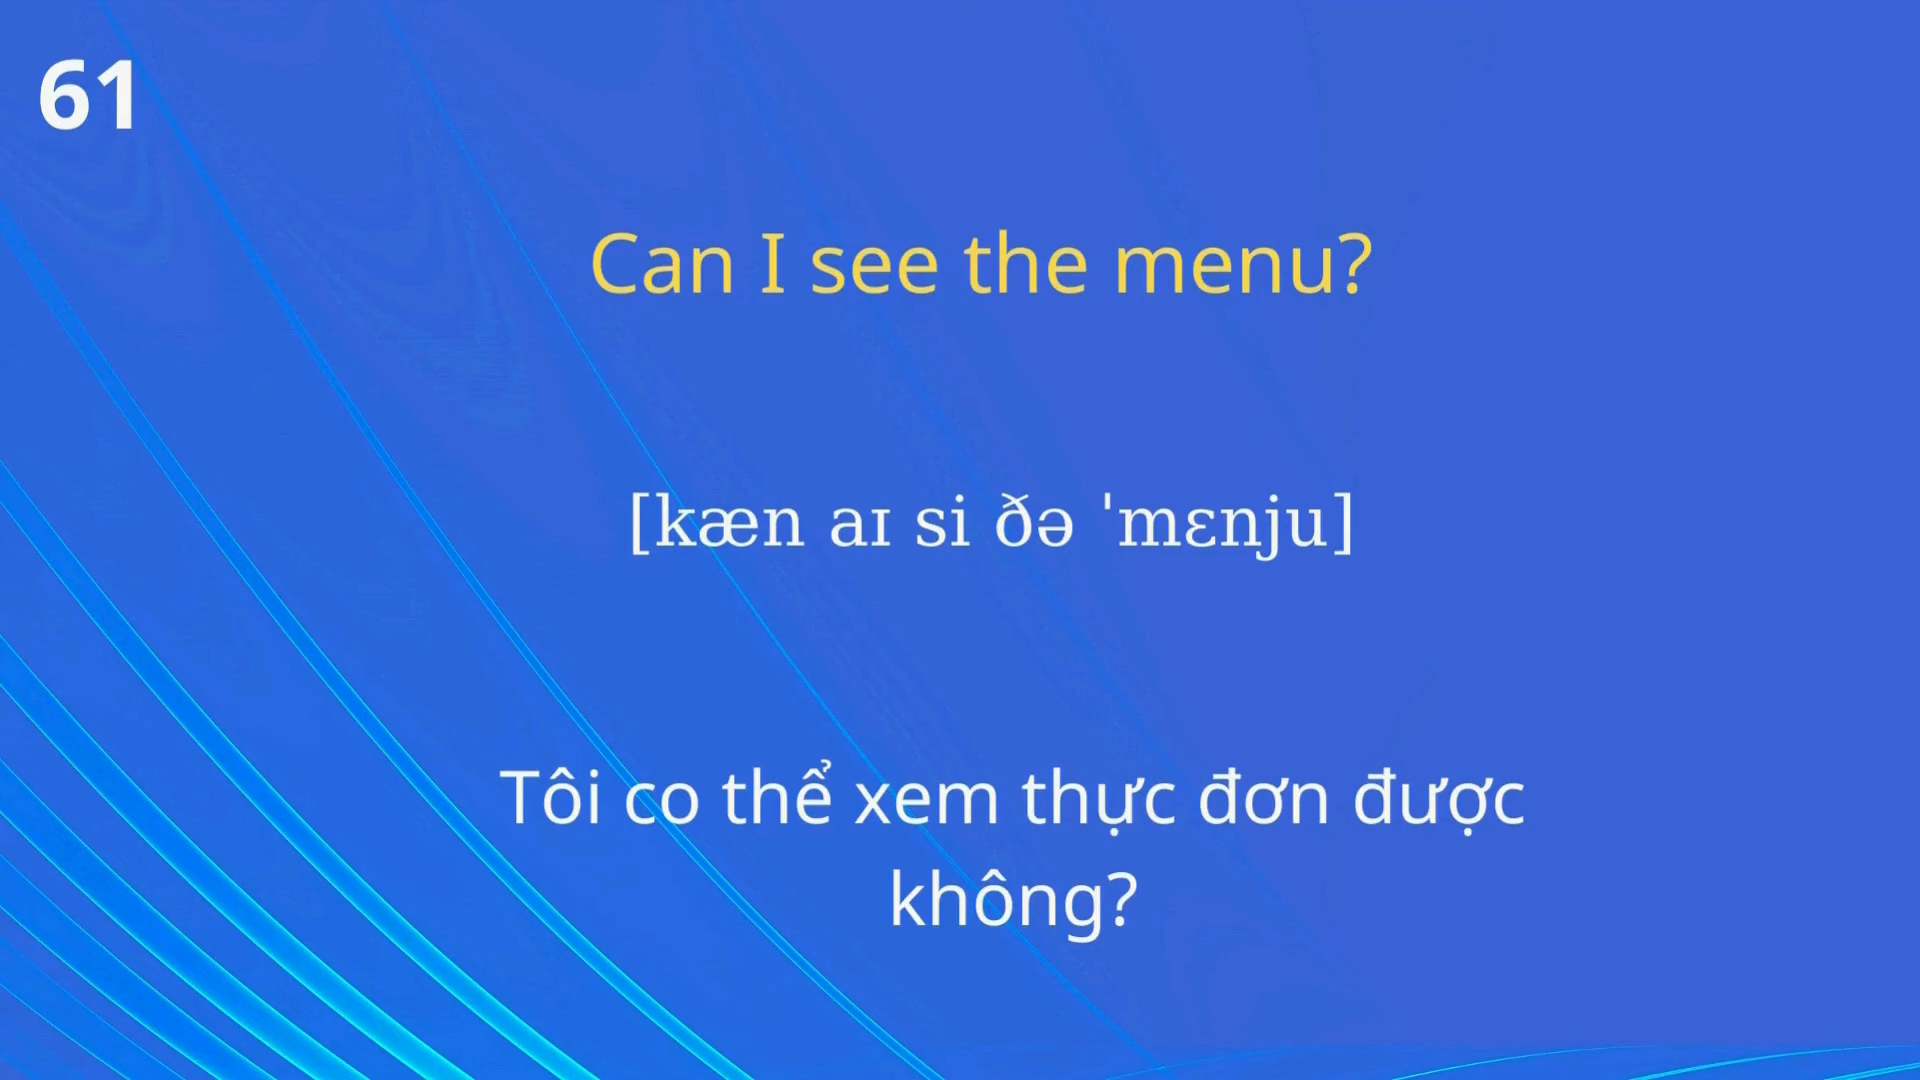 61
Can I see the menu?
[kæn aɪ si ðə ˈmɛnju]
Tôi co thể xem thực đơn được
không?